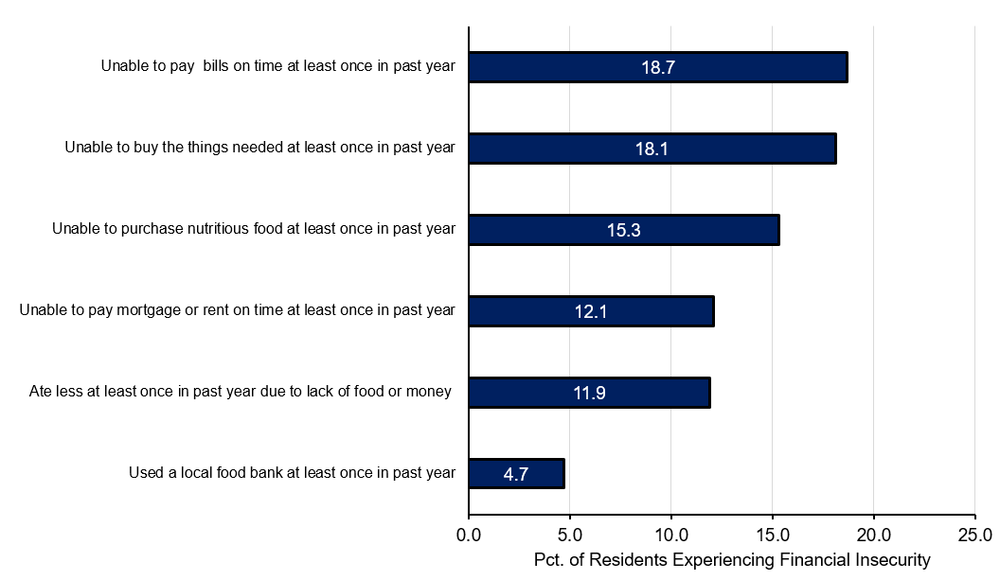 Unable to pay  bills on time at least once in past year
18.7
Unable to buy the things needed at least once in past year
18.1
Unable to purchase nutritious food at least once in past year
15.3
Unable to pay mortgage or rent on time at least once in past year
12.1
Ate less at least once in past year due to lack of food or money
11.9
Used a local food bank at least once in past year
4.7
0.0 5.0 10.0 15.0 20.0 25.0
Pct. of Residents Experiencing Financial Insecurity